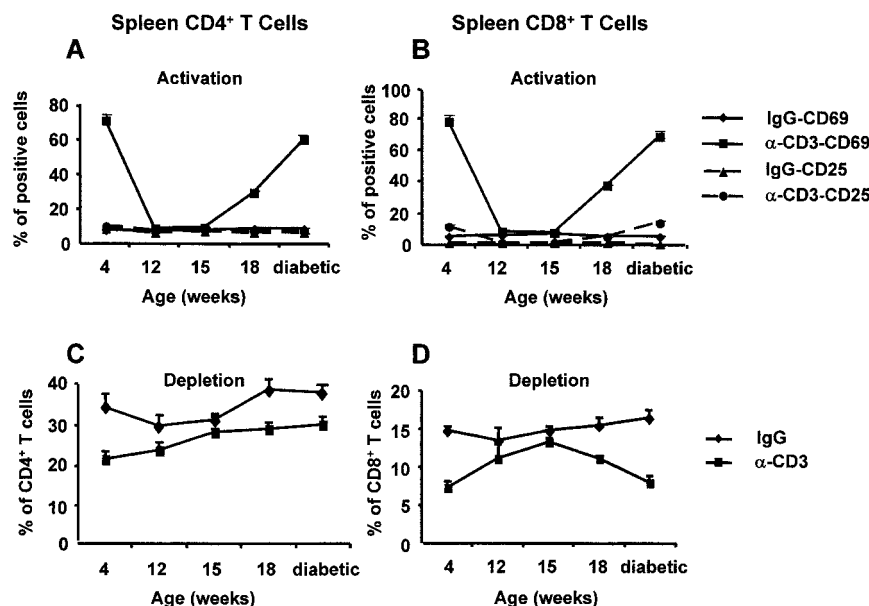 Spleen CD4+ T Cells
Spleen CD8+ T Cells
A
B
Activation
Activation
% of positive cells
80
60
40
20
0
4 12 15 18 diabetic
Age (weeks)
% of positive cells
100
80
60
40
20
0
4 12 15 18 diabetic
Age (weeks)
IgG-CD69
α-CD3-CD69
IgG-CD25
α-CD3-CD25
C
D
Depletion
Depletion
% of CD4+ T cells
40
30
20
10
0
4 12 15 18 diabetic
Age (weeks)
% of CD8+ T cells
20
15
10
5
0
4 12 15 18 diabetic
Age (weeks)
IgG
α-CD3